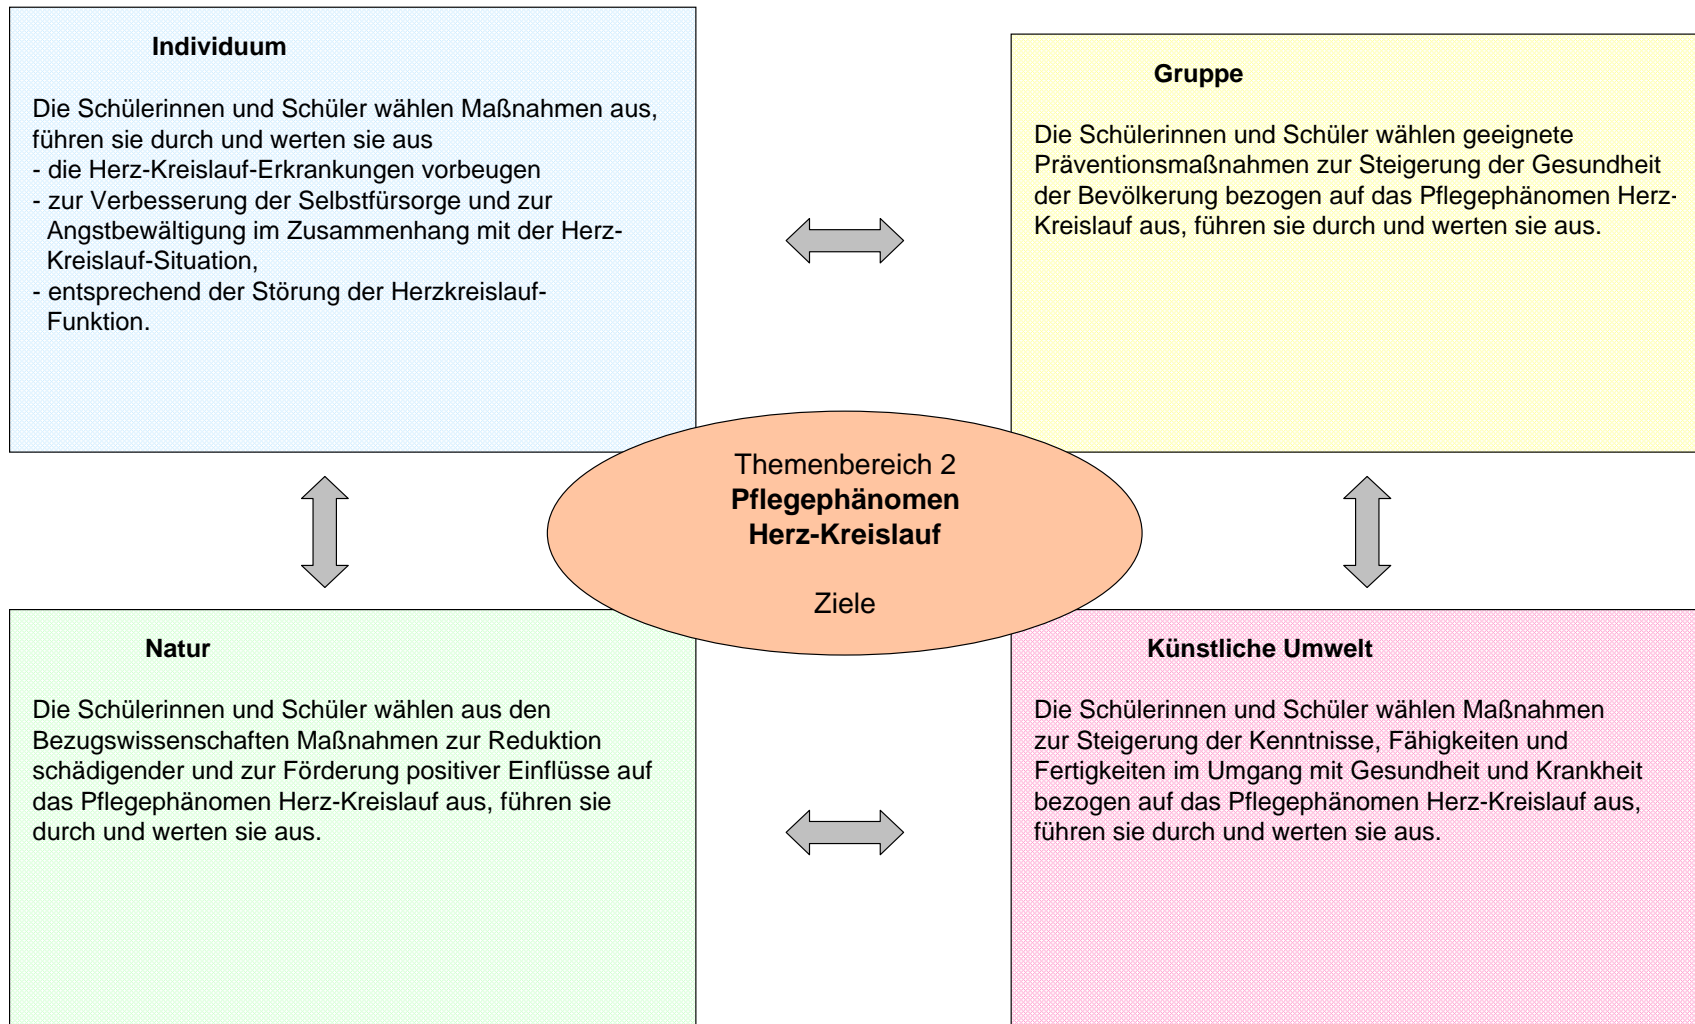 Individuum
Die Schülerinnen und Schüler wählen Maßnahmen aus,
führen sie durch und werten sie aus
- die Herz-Kreislauf-Erkrankungen vorbeugen
- zur Verbesserung der Selbstfürsorge und zur
Angstbewältigung im Zusammenhang mit der Herz-
Kreislauf-Situation,
- entsprechend der Störung der Herzkreislauf-
Funktion.
Gruppe
Die Schülerinnen und Schüler wählen geeignete
Präventionsmaßnahmen zur Steigerung der Gesundheit
der Bevölkerung bezogen auf das Pflegephänomen Herz-
Kreislauf aus, führen sie durch und werten sie aus.
Themenbereich 2
Pflegephänomen
Herz-Kreislauf
Ziele
Natur
Die Schülerinnen und Schüler wählen aus den
Bezugswissenschaften Maßnahmen zur Reduktion
schädigender und zur Förderung positiver Einflüsse auf
das Pflegephänomen Herz-Kreislauf aus, führen sie
durch und werten sie aus.
Künstliche Umwelt
Die Schülerinnen und Schüler wählen Maßnahmen
zur Steigerung der Kenntnisse, Fähigkeiten und
Fertigkeiten im Umgang mit Gesundheit und Krankheit
bezogen auf das Pflegephänomen Herz-Kreislauf aus,
führen sie durch und werten sie aus.